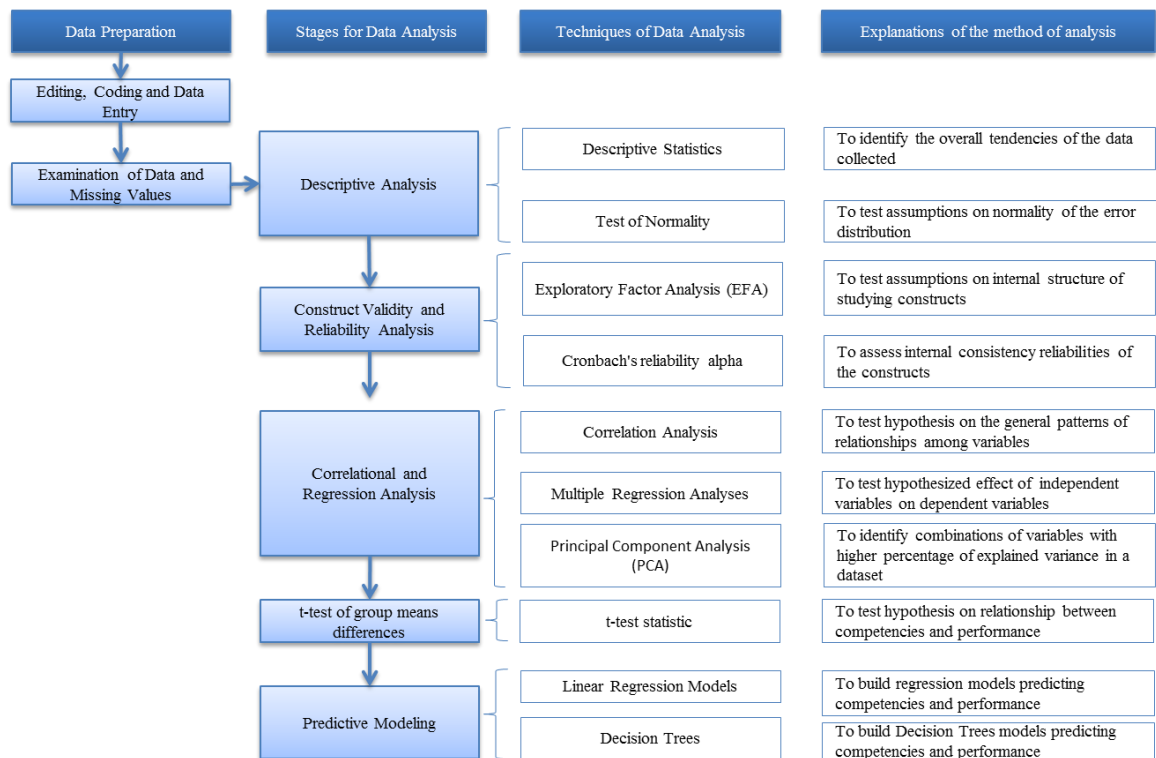 Data Preparation
Stages for Data Analysis
Techniques of Data Analysis
Explanations of the method of analysis
Editing, Coding and Data
Entry
Examination of Data and
Missing Values
Descriptive Analysis
Descriptive Statistics
To identify the overall tendencies of the data
collected
Test of Normality
To test assumptions on normality of the error
distribution
Construct Validity and
Reliability Analysis
Exploratory Factor Analysis (EFA)
To test assumptions on internal structure of
studying constructs
Cronbach's reliability alpha
To assess internal consistency reliabilities of
the constructs
Correlational and
Regression Analysis
Correlation Analysis
To test hypothesis on the general patterns of
relationships among variables
Multiple Regression Analyses
To test hypothesized effect of independent
variables on dependent variables
Principal Component Analysis
(PCA)
To identify combinations of variables with
higher percentage of explained variance in a
dataset
t-test of group means
differences
t-test statistic
To test hypothesis on relationship between
competencies and performance
Predictive Modeling
Linear Regression Models
To build regression models predicting
competencies and performance
Decision Trees
To build Decision Trees models predicting
competencies and performance